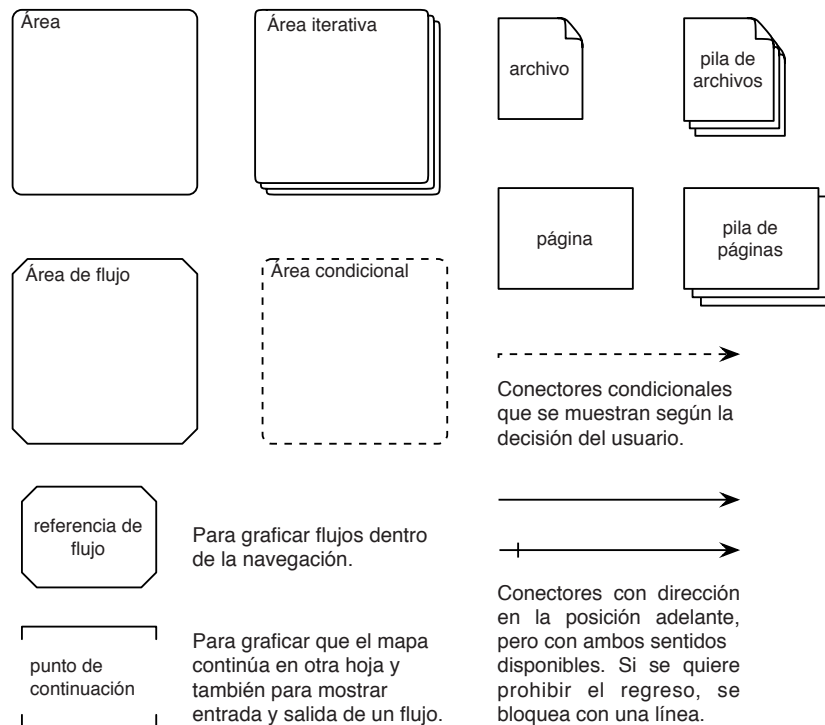 Área
Área iterativa
archivo
pila de
archivos
página
pila de
páginas
Área de flujo
Área condicional
Conectores condicionales
que se muestran según la
decisión del usuario.
referencia de
flujo
Para graficar flujos dentro
de la navegación.
Conectores con dirección
en la posición adelante,
pero con ambos sentidos
disponibles. Si se quiere
prohibir el regreso, se
bloquea con una línea.
punto de
continuación
Para graficar que el mapa
continúa en otra hoja y
también para mostrar
entrada y salida de un flujo.